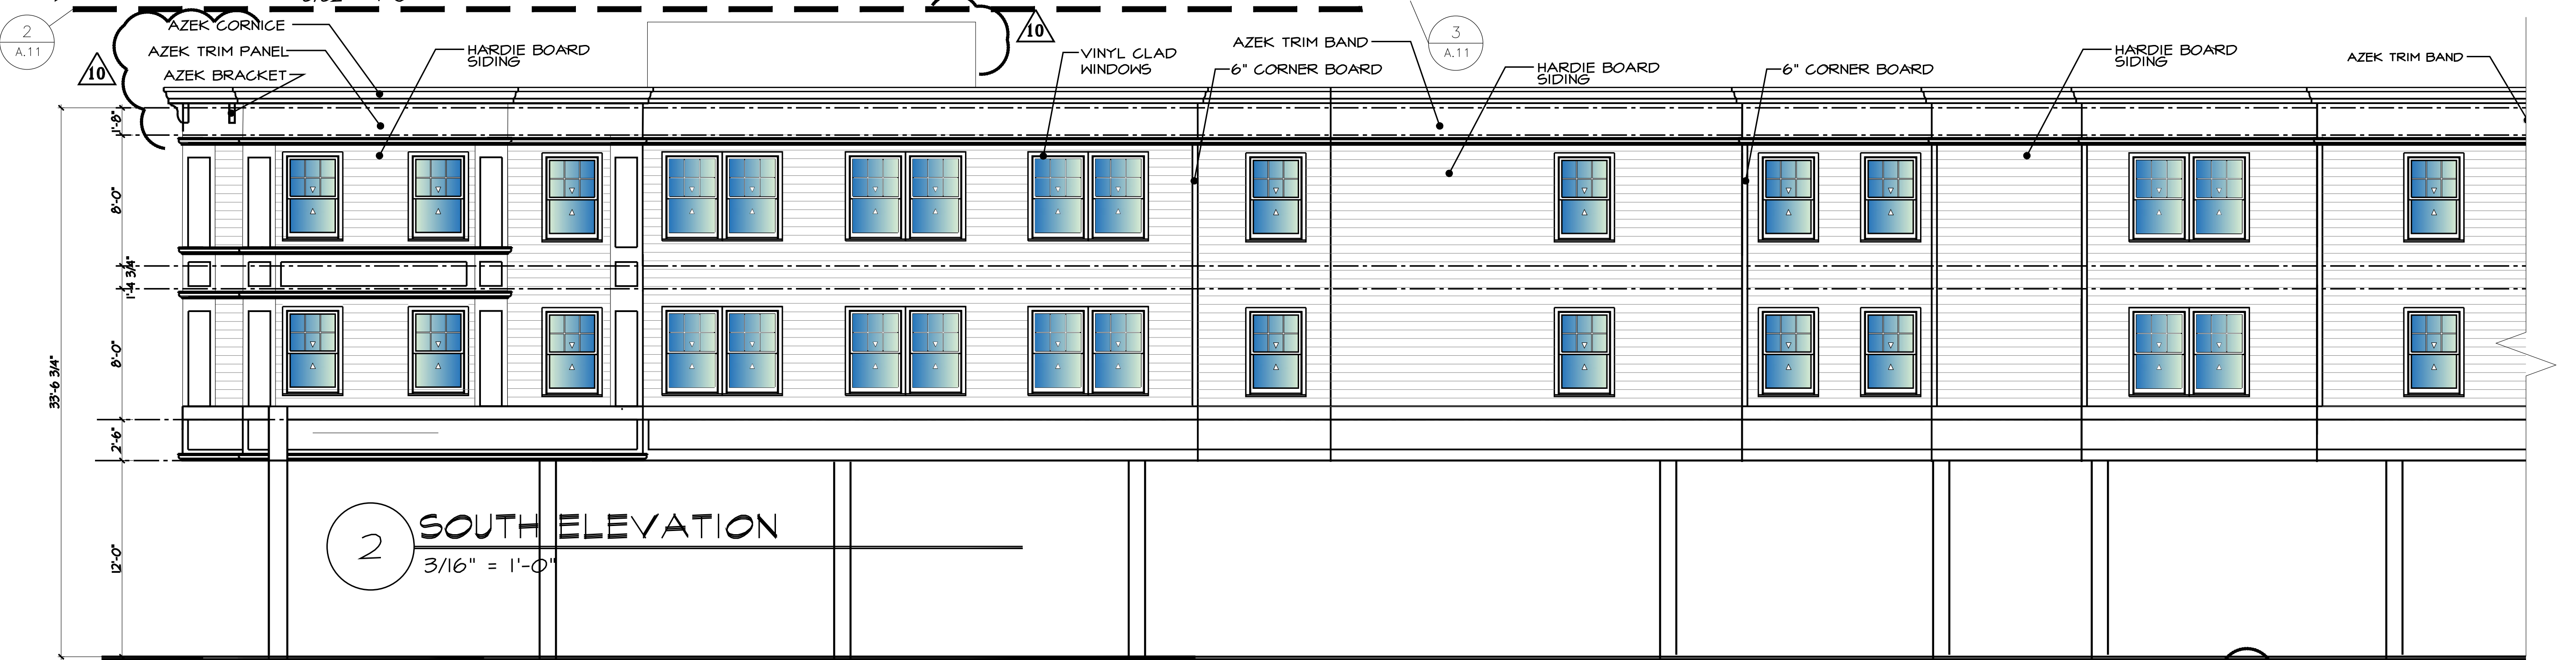 2
A.11
10
AZEK CORNICE
AZEK TRIM PANEL
AZEK BRACKET
HARDIE BOARD
SIDING
10
VINYL CLAD
WINDOWS
AZEK TRIM BAND
6" CORNER BOARD
3
A.11
HARDIE BOARD
SIDING
6" CORNER BOARD
HARDIE BOARD
SIDING
AZEK TRIM BAND
1'-8"
8'-0"
1'-4 3/4"
8'-0"
33'-6 3/4"
2'-6"
12'-0"
2
SOUTH ELEVATION
3/16" = 1'-0"